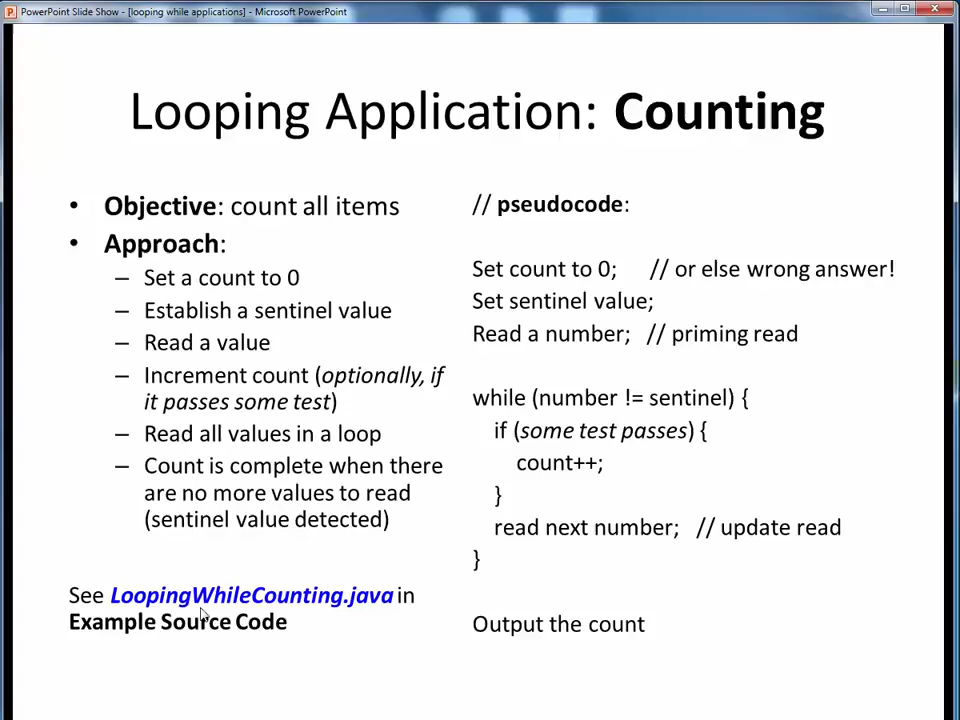 PowerPoint Slide Show - [looping while applications] - Microsoft PowerPoint
Looping Application: Counting
• Objective: count all items
• Approach:
– Set a count to 0
– Establish a sentinel value
– Read a value
– Increment count (optionally, if
it passes some test)
– Read all values in a loop
– Count is complete when there
are no more values to read
(sentinel value detected)
See LoopingWhileCounting.java in
Example Source Code
// pseudocode:
Set count to 0; // or else wrong answer!
Set sentinel value;
Read a number; // priming read
while (number != sentinel) {
if (some test passes) {
count++;
}
read next number; // update read
}
Output the count